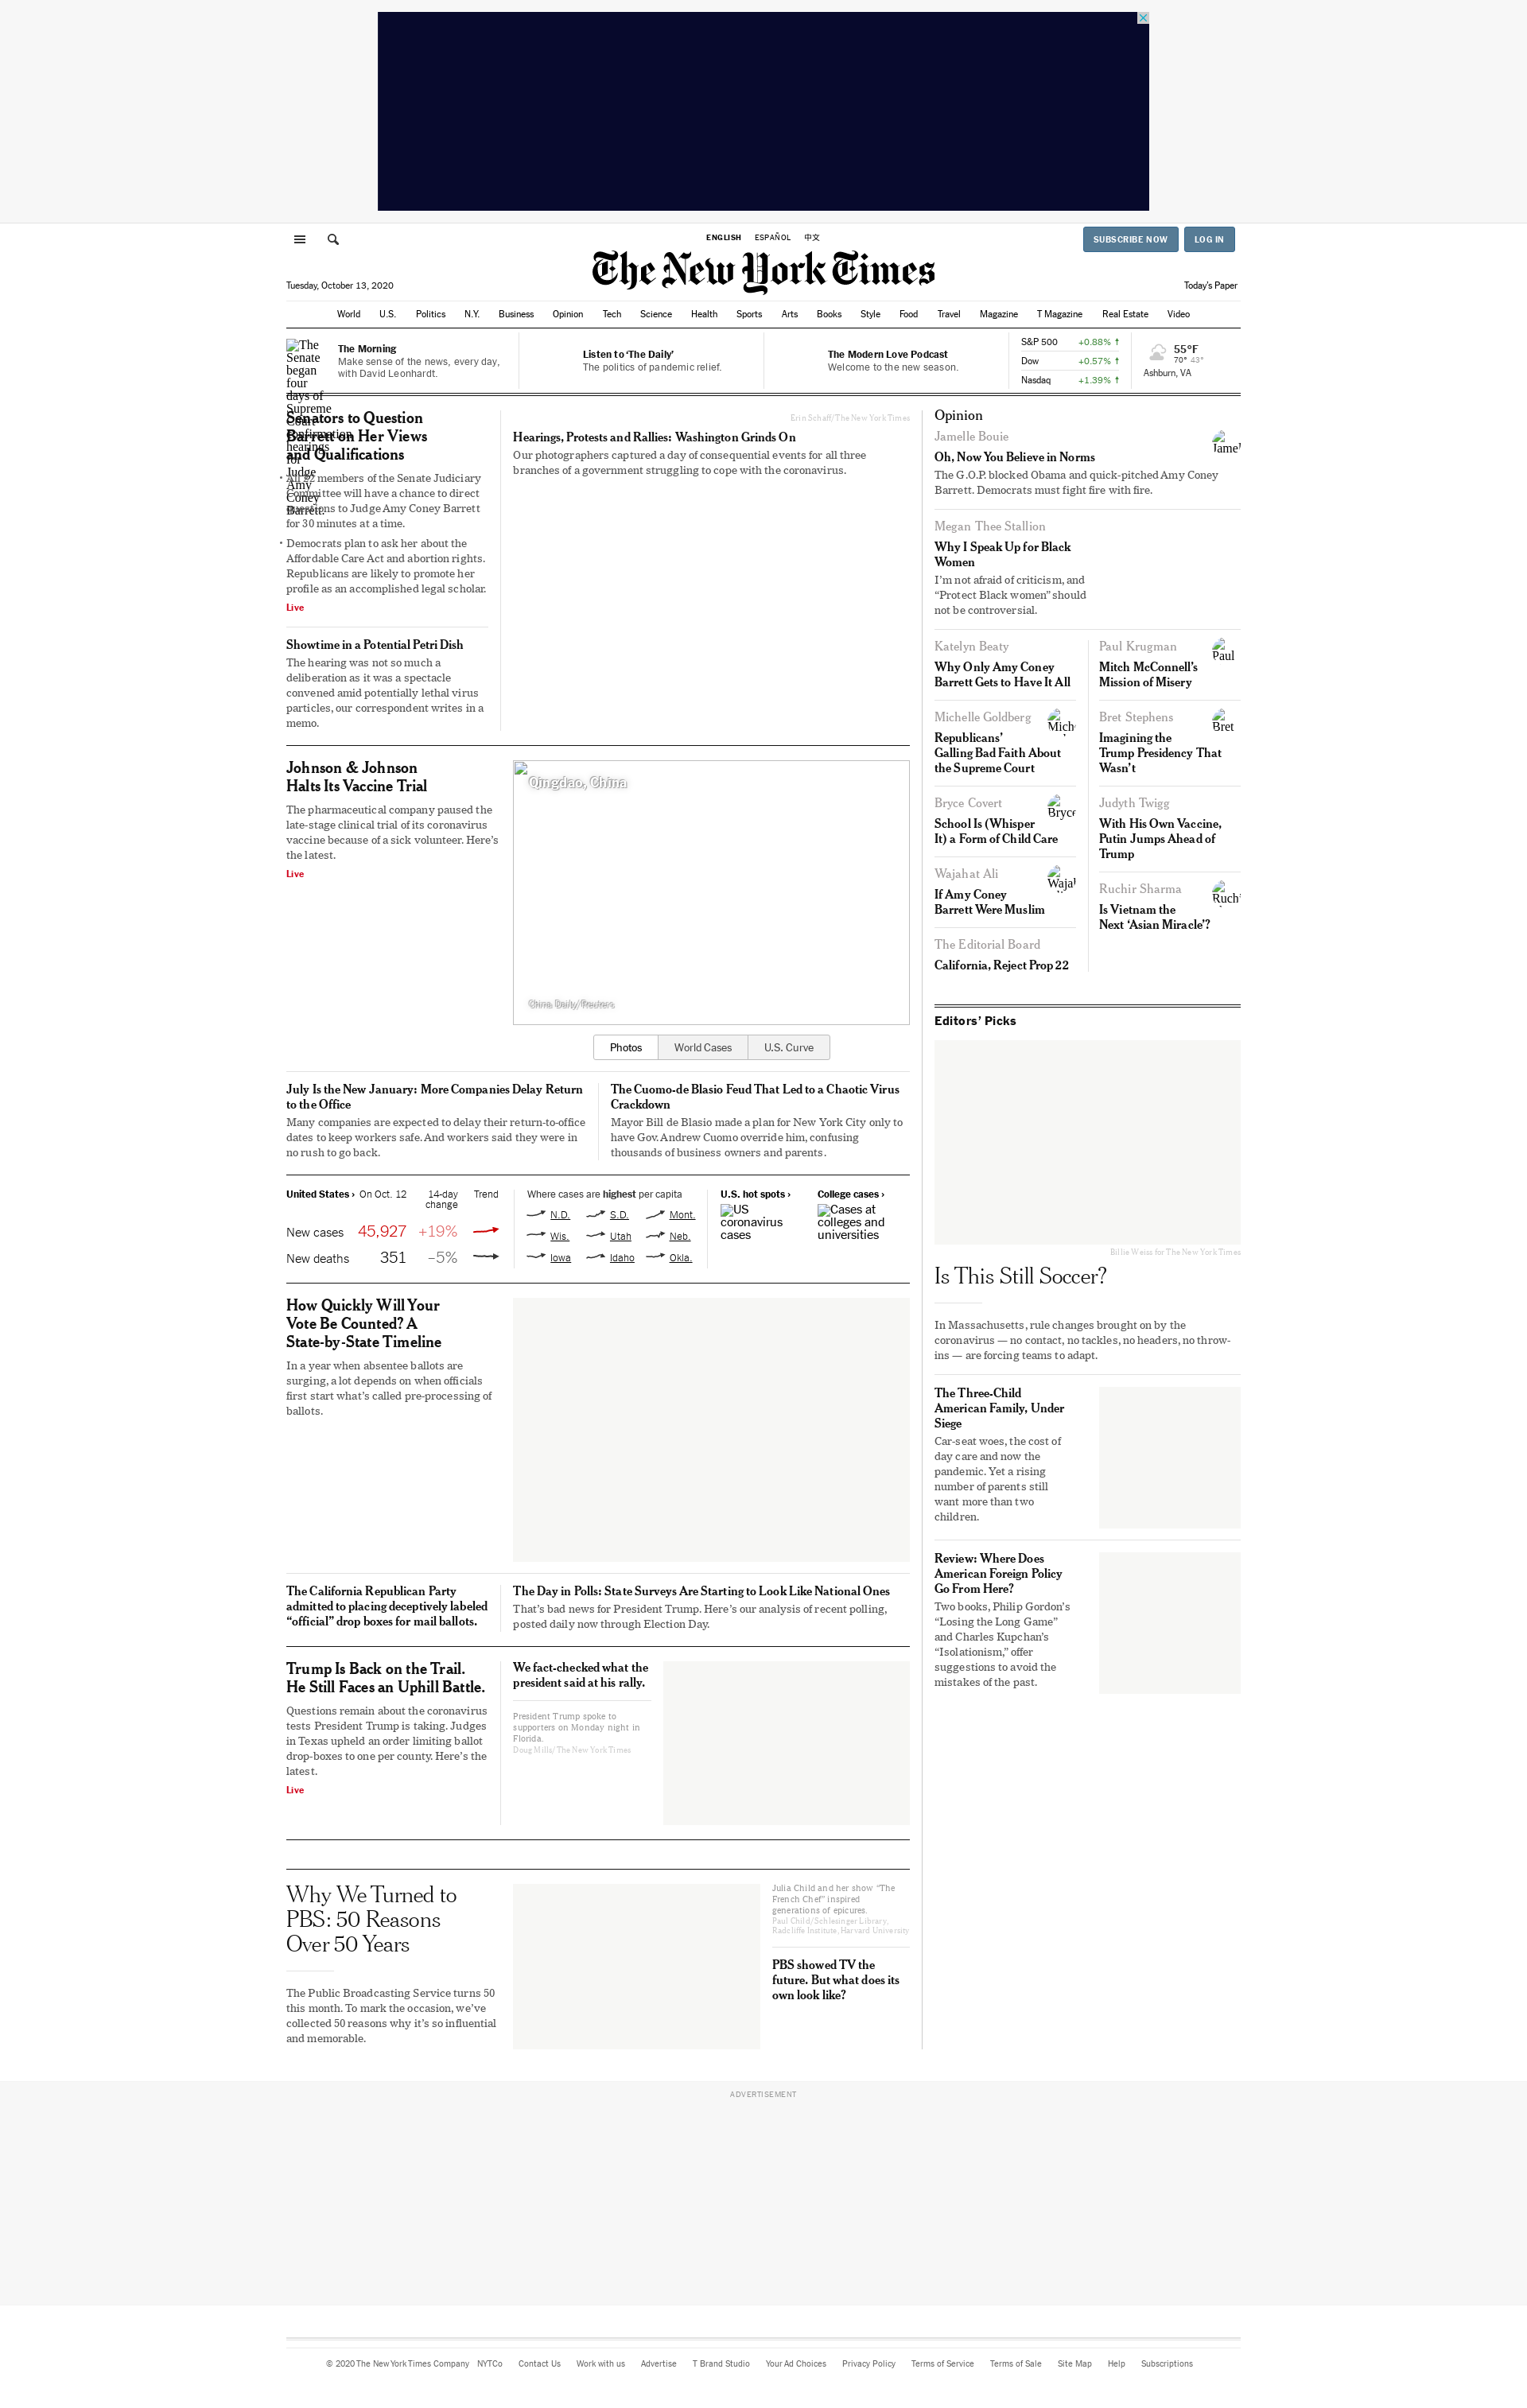 ENGLISH ESPAÑOL 中文
SUBSCRIBE NOW LOG IN
The New York Times
Tuesday, October 13, 2020
Today's Paper
World U.S. Politics N.Y. Business Opinion Tech Science Health Sports Arts Books Style Food Travel Magazine T Magazine Real Estate Video
The Senate began four days of Supreme Court confirmation hearings for Judge Amy Coney Barrett.
The Morning
Make sense of the news, every day,
with David Leonhardt.
Listen to ‘The Daily’
The politics of pandemic relief.
The Modern Love Podcast
Welcome to the new season.
S&P 500 +0.88% ↑
Dow +0.57% ↑
Nasdaq +1.39% ↑
55°F
70° 43°
Ashburn, VA
Senators to Question
Barrett on Her Views
and Qualifications
• All 22 members of the Senate Judiciary
Committee will have a chance to direct
questions to Judge Amy Coney Barrett
for 30 minutes at a time.
• Democrats plan to ask her about the
Affordable Care Act and abortion rights.
Republicans are likely to promote her
profile as an accomplished legal scholar.
Live
Showtime in a Potential Petri Dish
The hearing was not so much a
deliberation as it was a spectacle
convened amid potentially lethal virus
particles, our correspondent writes in a
memo.
Erin Schaff/The New York Times
Hearings, Protests and Rallies: Washington Grinds On
Our photographers captured a day of consequential events for all three
branches of a government struggling to cope with the coronavirus.
Johnson & Johnson
Halts Its Vaccine Trial
The pharmaceutical company paused the
late-stage clinical trial of its coronavirus
vaccine because of a sick volunteer. Here’s
the latest.
Live
Qingdao, China
China Daily/Reuters
Photos World Cases U.S. Curve
July Is the New January: More Companies Delay Return
to the Office
Many companies are expected to delay their return-to-office
dates to keep workers safe. And workers said they were in
no rush to go back.
The Cuomo-de Blasio Feud That Led to a Chaotic Virus
Crackdown
Mayor Bill de Blasio made a plan for New York City only to
have Gov. Andrew Cuomo override him, confusing
thousands of business owners and parents.
United States › On Oct. 12 14-day
change Trend
New cases 45,927 +19%
New deaths 351 –5%
Where cases are highest per capita
N.D. S.D. Mont.
Wis. Utah Neb.
Iowa Idaho Okla.
U.S. hot spots ›
US
coronavirus
cases
College cases ›
Cases at
colleges and
universities
How Quickly Will Your
Vote Be Counted? A
State-by-State Timeline
In a year when absentee ballots are
surging, a lot depends on when officials
first start what’s called pre-processing of
ballots.
The California Republican Party
admitted to placing deceptively labeled
“official” drop boxes for mail ballots.
The Day in Polls: State Surveys Are Starting to Look Like National Ones
That’s bad news for President Trump. Here’s our analysis of recent polling,
posted daily now through Election Day.
Trump Is Back on the Trail.
He Still Faces an Uphill Battle.
Questions remain about the coronavirus
tests President Trump is taking. Judges
in Texas upheld an order limiting ballot
drop-boxes to one per county. Here’s the
latest.
Live
We fact-checked what the
president said at his rally.
President Trump spoke to
supporters on Monday night in
Florida.
Doug Mills/The New York Times
Why We Turned to
PBS: 50 Reasons
Over 50 Years
The Public Broadcasting Service turns 50
this month. To mark the occasion, we’ve
collected 50 reasons why it’s so influential
and memorable.
Julia Child and her show “The
French Chef” inspired
generations of epicures.
Paul Child/Schlesinger Library,
Radcliffe Institute, Harvard University
PBS showed TV the
future. But what does its
own look like?
Opinion
Jamelle Bouie
Oh, Now You Believe in Norms
The G.O.P. blocked Obama and quick-pitched Amy Coney
Barrett. Democrats must fight fire with fire.
Megan Thee Stallion
Why I Speak Up for Black
Women
I’m not afraid of criticism, and
“Protect Black women” should
not be controversial.
Katelyn Beaty
Why Only Amy Coney
Barrett Gets to Have It All
Michelle Goldberg
Republicans’
Galling Bad Faith About
the Supreme Court
Bryce Covert
Bryce
School Is (Whisper
It) a Form of Child Care
Wajahat Ali
If Amy Coney
Barrett Were Muslim
The Editorial Board
California, Reject Prop 22
Paul Krugman
Paul
Mitch McConnell’s
Mission of Misery
Bret Stephens
Bret
Imagining the
Trump Presidency That
Wasn’t
Judyth Twigg
With His Own Vaccine,
Putin Jumps Ahead of
Trump
Ruchir Sharma
Is Vietnam the
Next ‘Asian Miracle’?
Editors’ Picks
Billie Weiss for The New York Times
Is This Still Soccer?
In Massachusetts, rule changes brought on by the
coronavirus — no contact, no tackles, no headers, no throw-
ins — are forcing teams to adapt.
The Three-Child
American Family, Under
Siege
Car-seat woes, the cost of
day care and now the
pandemic. Yet a rising
number of parents still
want more than two
children.
Review: Where Does
American Foreign Policy
Go From Here?
Two books, Philip Gordon’s
“Losing the Long Game”
and Charles Kupchan’s
“Isolationism,” offer
suggestions to avoid the
mistakes of the past.
ADVERTISEMENT
© 2020 The New York Times Company NYTCo Contact Us Work with us Advertise T Brand Studio Your Ad Choices Privacy Policy Terms of Service Terms of Sale Site Map Help Subscriptions